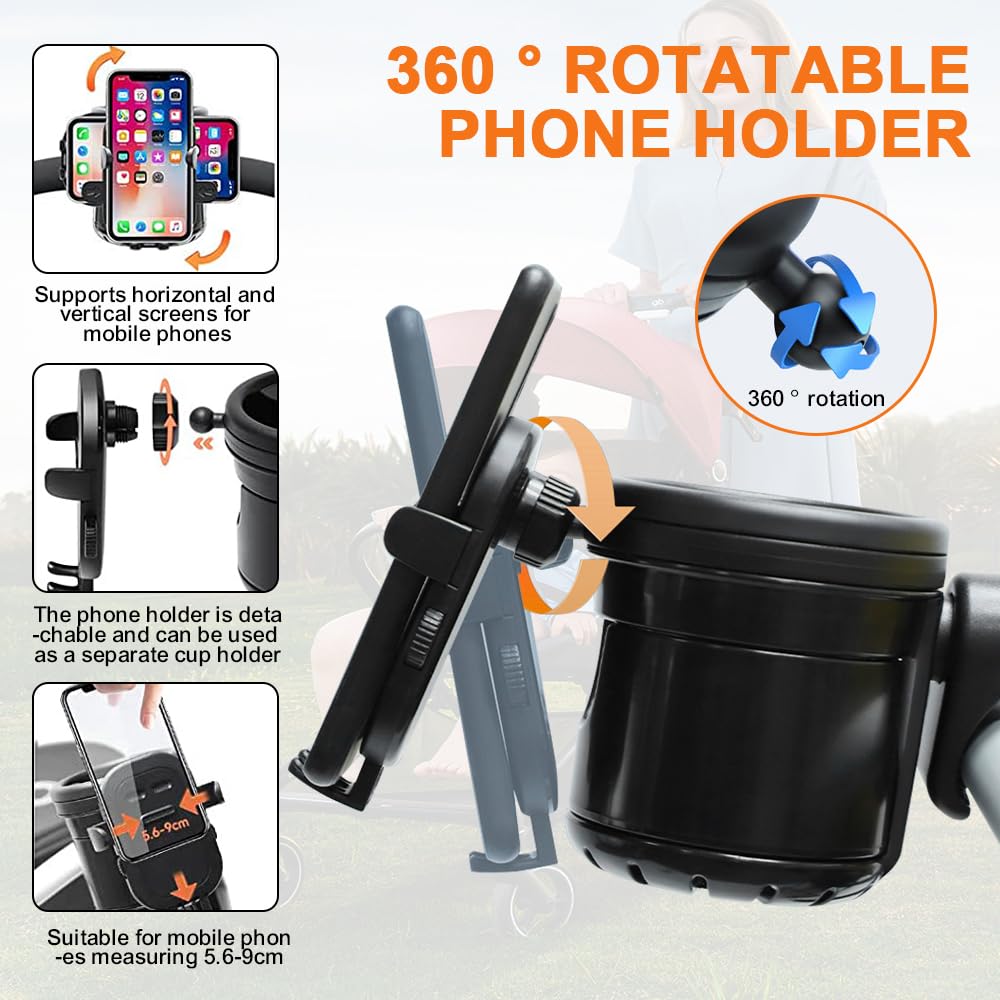 360 ° ROTATABLE
PHONE HOLDER
Supports horizontal and
vertical screens for
mobile phones
360 ° rotation
The phone holder is deta
-chable and can be used
as a separate cup holder
5.6-9cm
Suitable for mobile phon
-es measuring 5.6-9cm